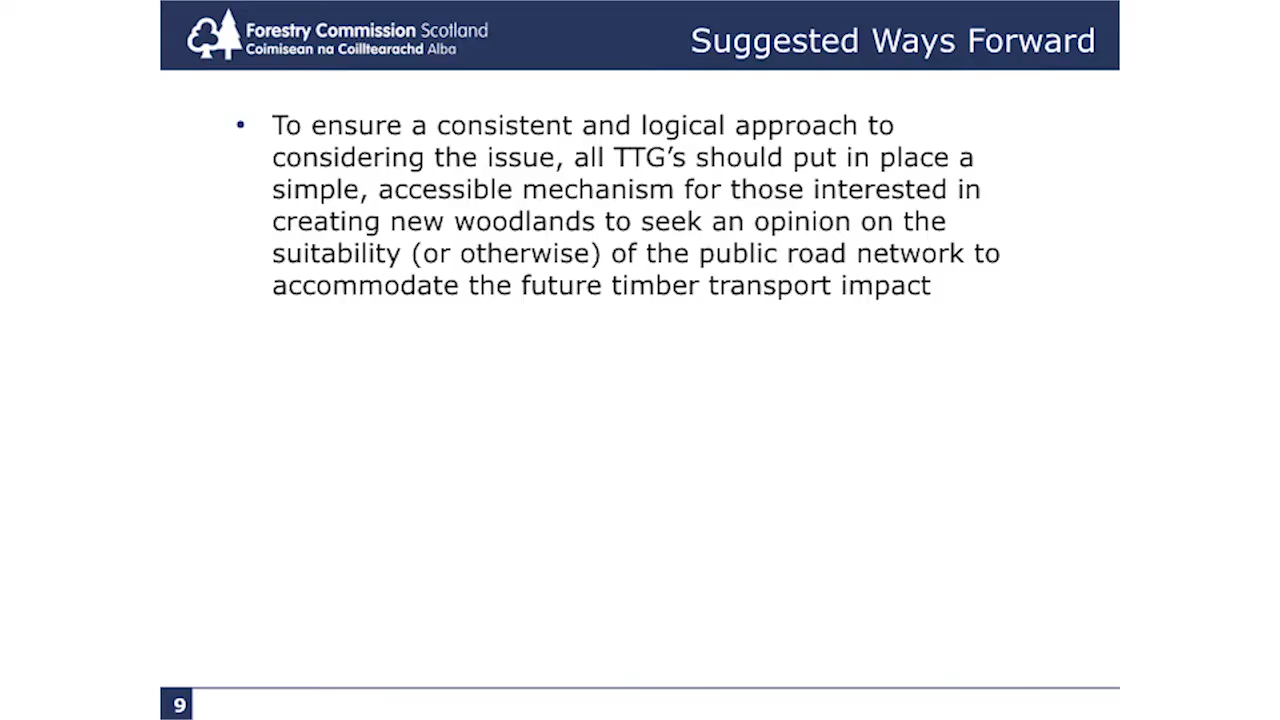 Forestry Commission Scotland
Coimisean na Coilltearachd Alba
Suggested Ways Forward
• To ensure a consistent and logical approach to
considering the issue, all TTG’s should put in place a
simple, accessible mechanism for those interested in
creating new woodlands to seek an opinion on the
suitability (or otherwise) of the public road network to
accommodate the future timber transport impact
9